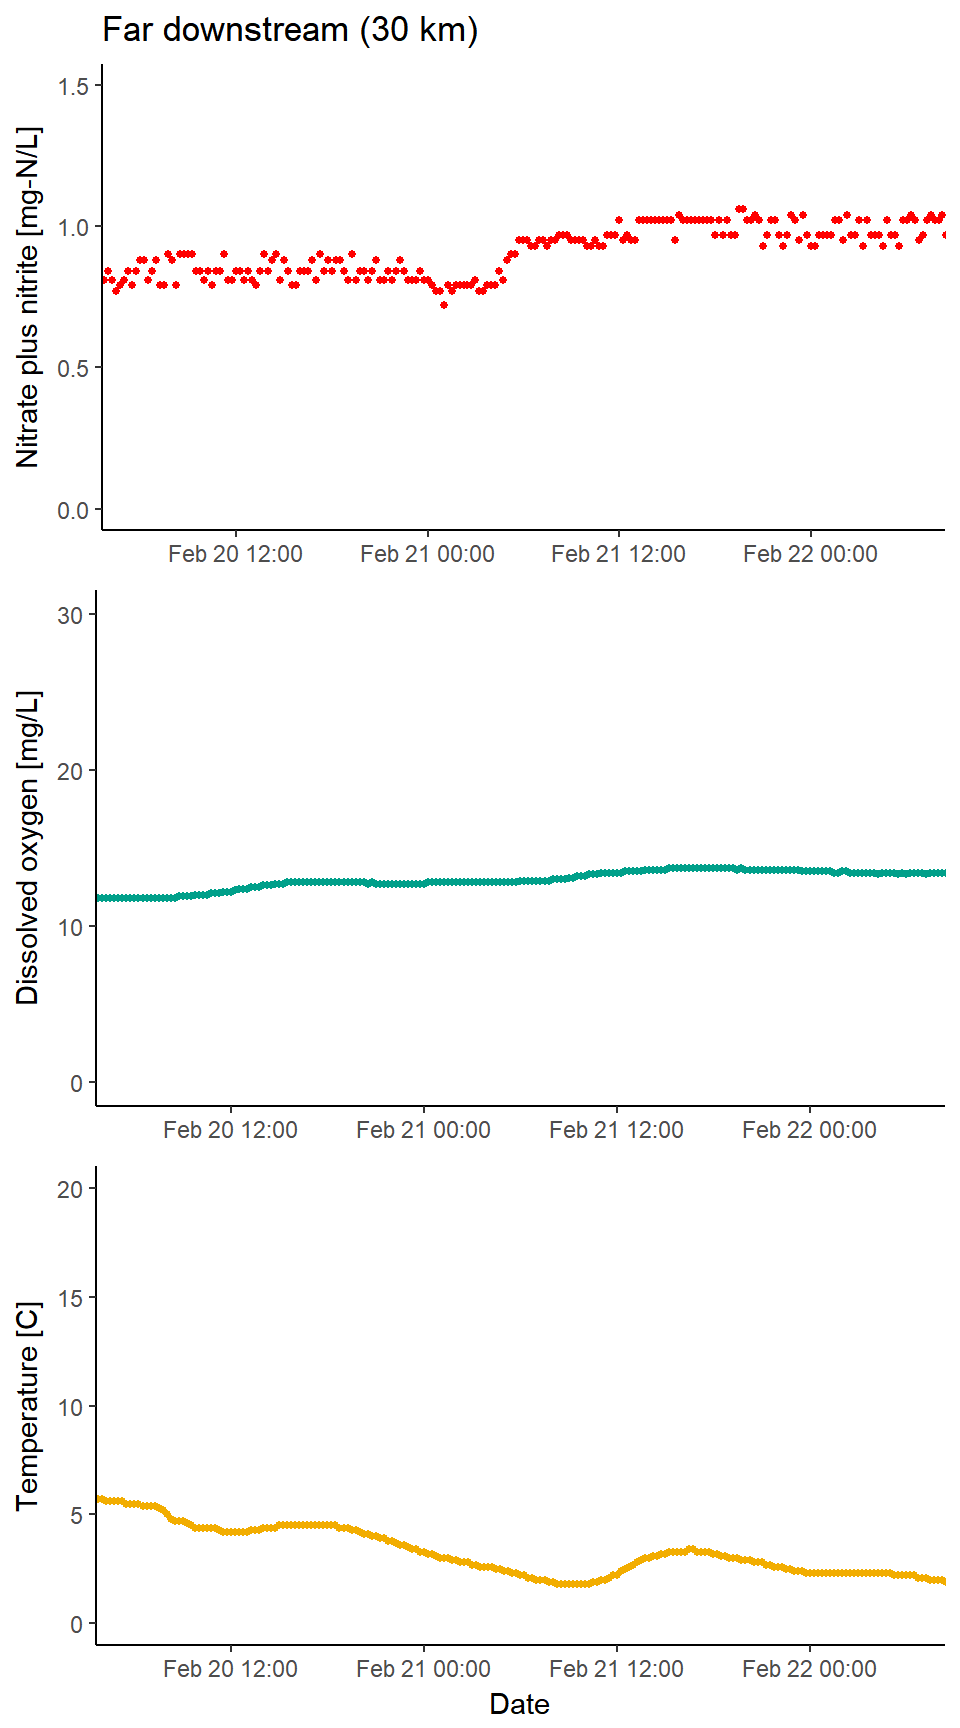 Far downstream (30 km)
Nitrate plus nitrite [mg-N/L]
1.5
1.0
0.5
0.0
Feb 20 12:00 Feb 21 00:00 Feb 21 12:00 Feb 22 00:00
Dissolved oxygen [mg/L]
30
20
10
0
Feb 20 12:00 Feb 21 00:00 Feb 21 12:00 Feb 22 00:00
Temperature [C]
20
15
10
5
0
Feb 20 12:00 Feb 21 00:00 Feb 21 12:00 Feb 22 00:00
Date